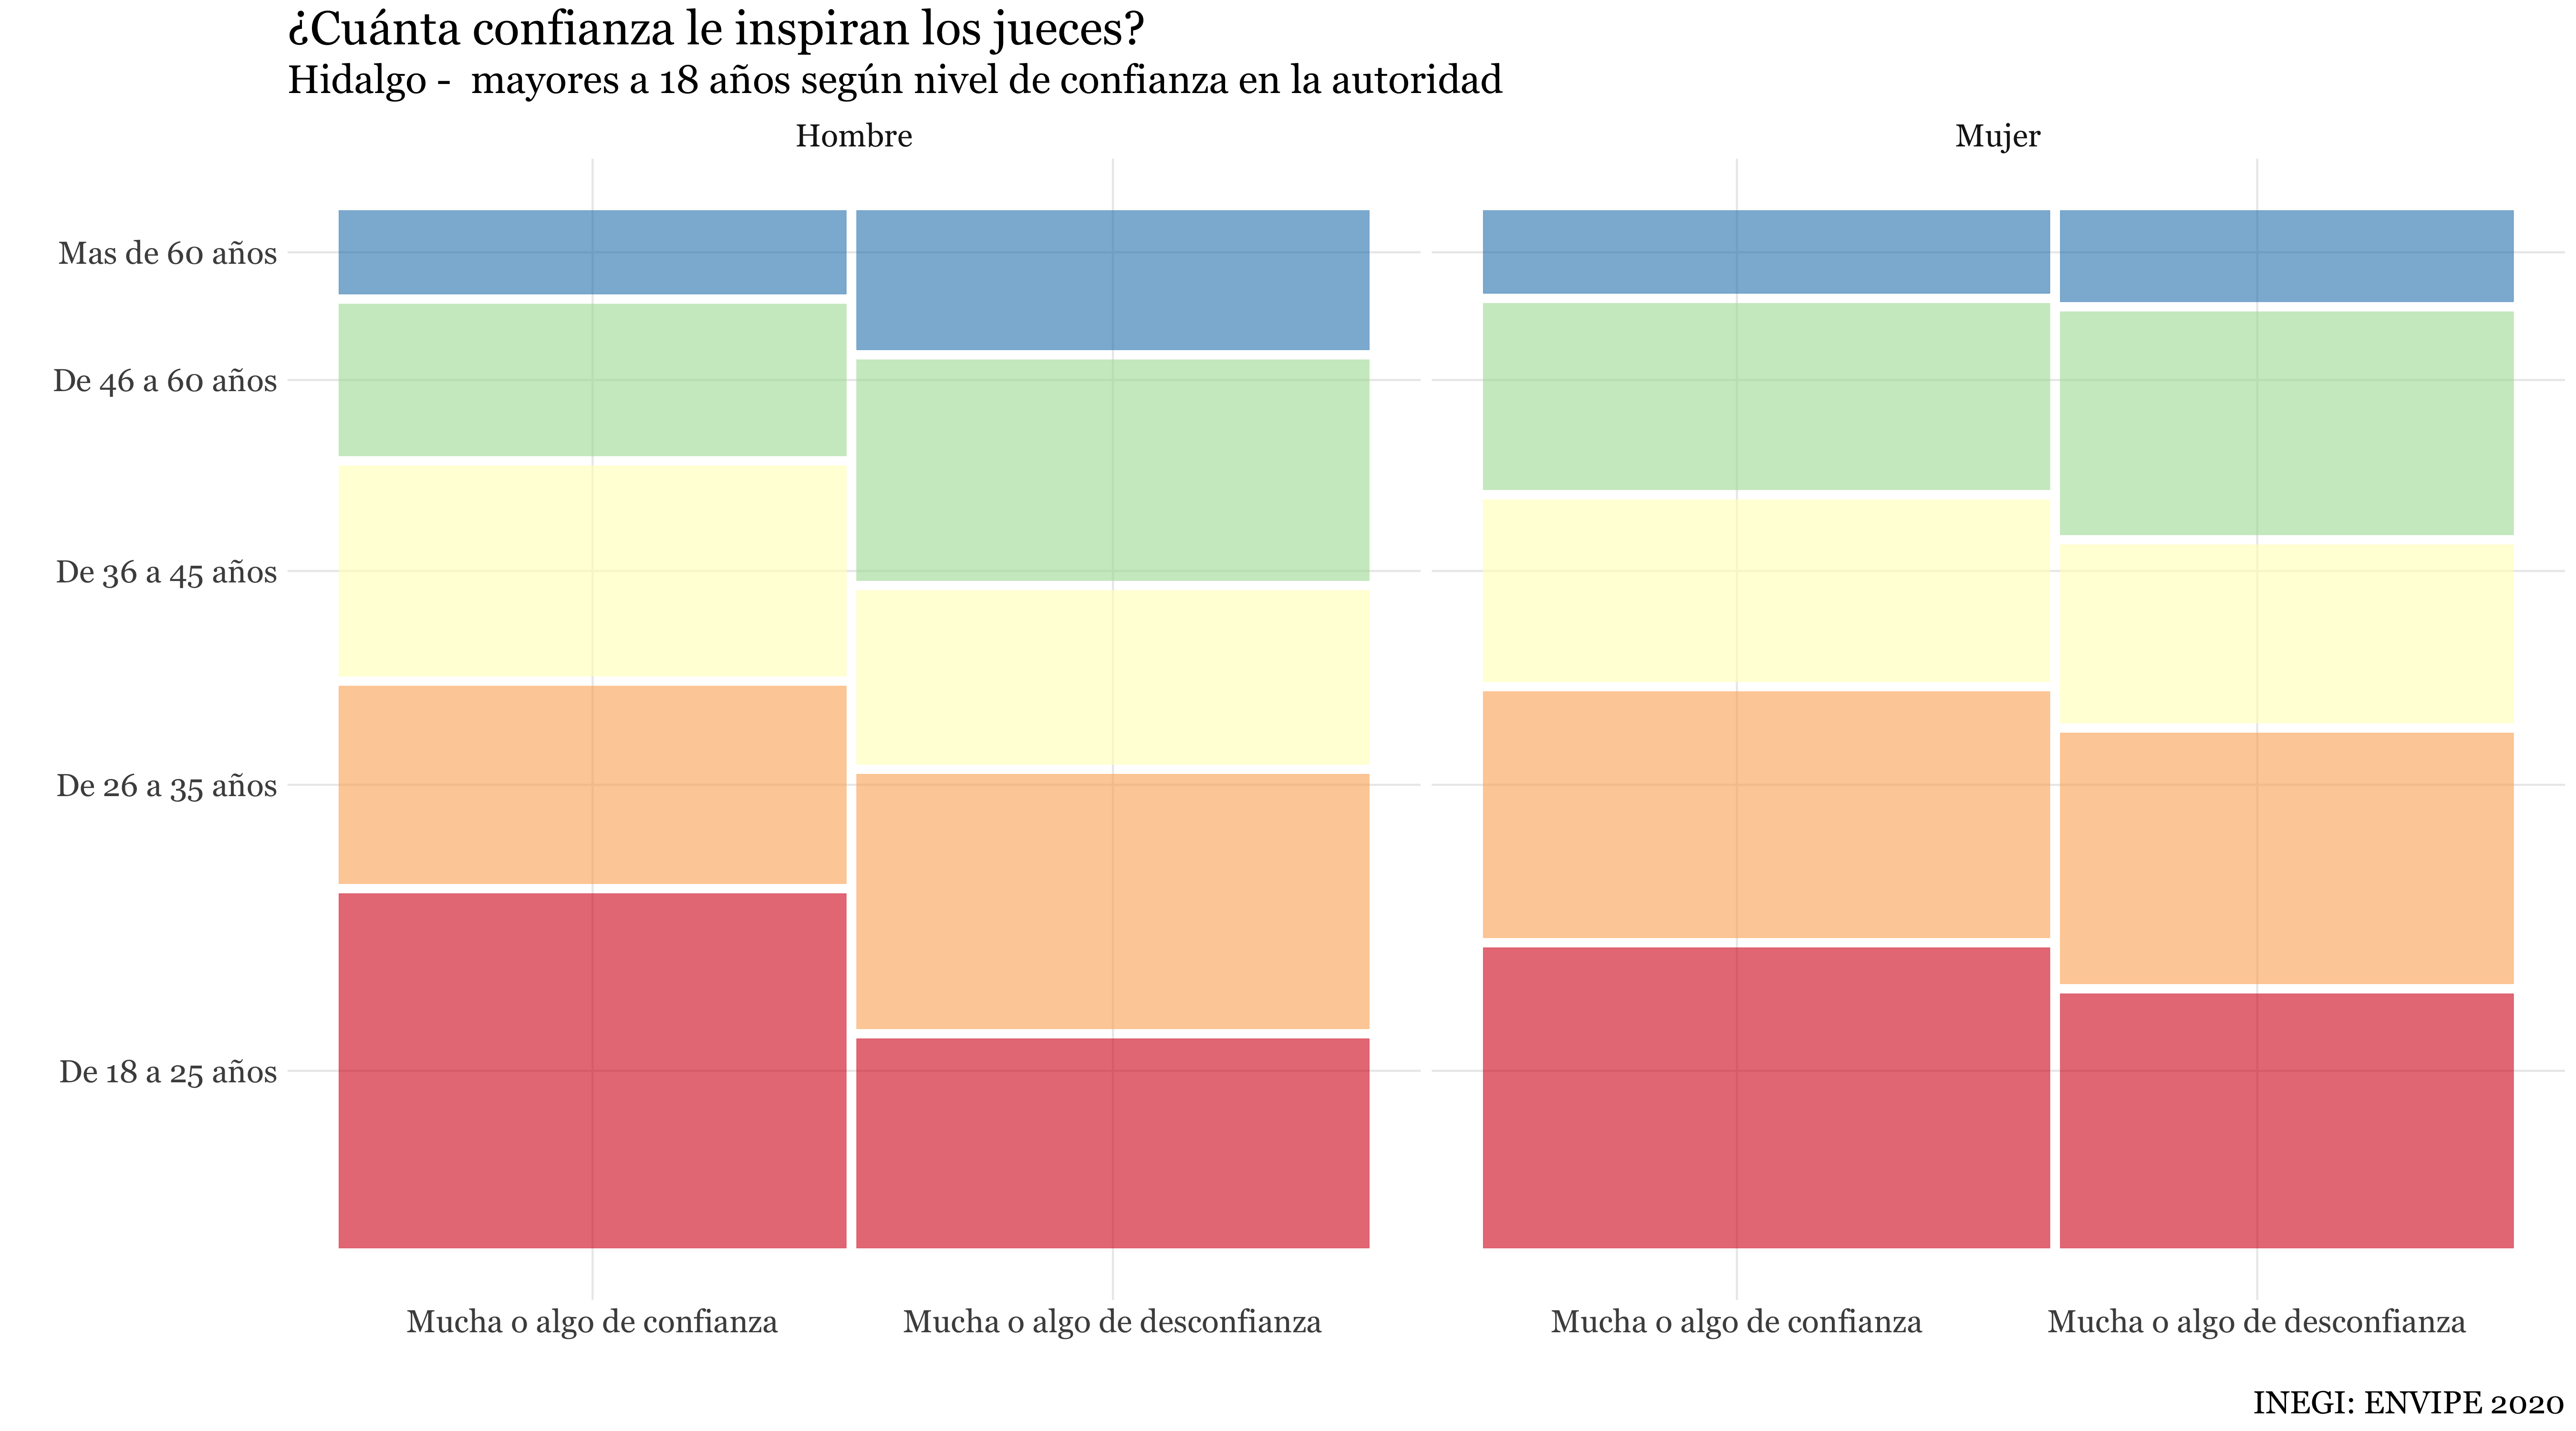 ¿Cuánta confianza le inspiran los jueces?
Hidalgo -  mayores a 18 años según nivel de confianza en la autoridad
Hombre
Mujer
Mas de 60 años
De 46 a 60 años
De 36 a 45 años
De 26 a 35 años
De 18 a 25 años
Mucha o algo de confianza
Mucha o algo de desconfianza
Mucha o algo de confianza
Mucha o algo de desconfianza
INEGI: ENVIPE 2020